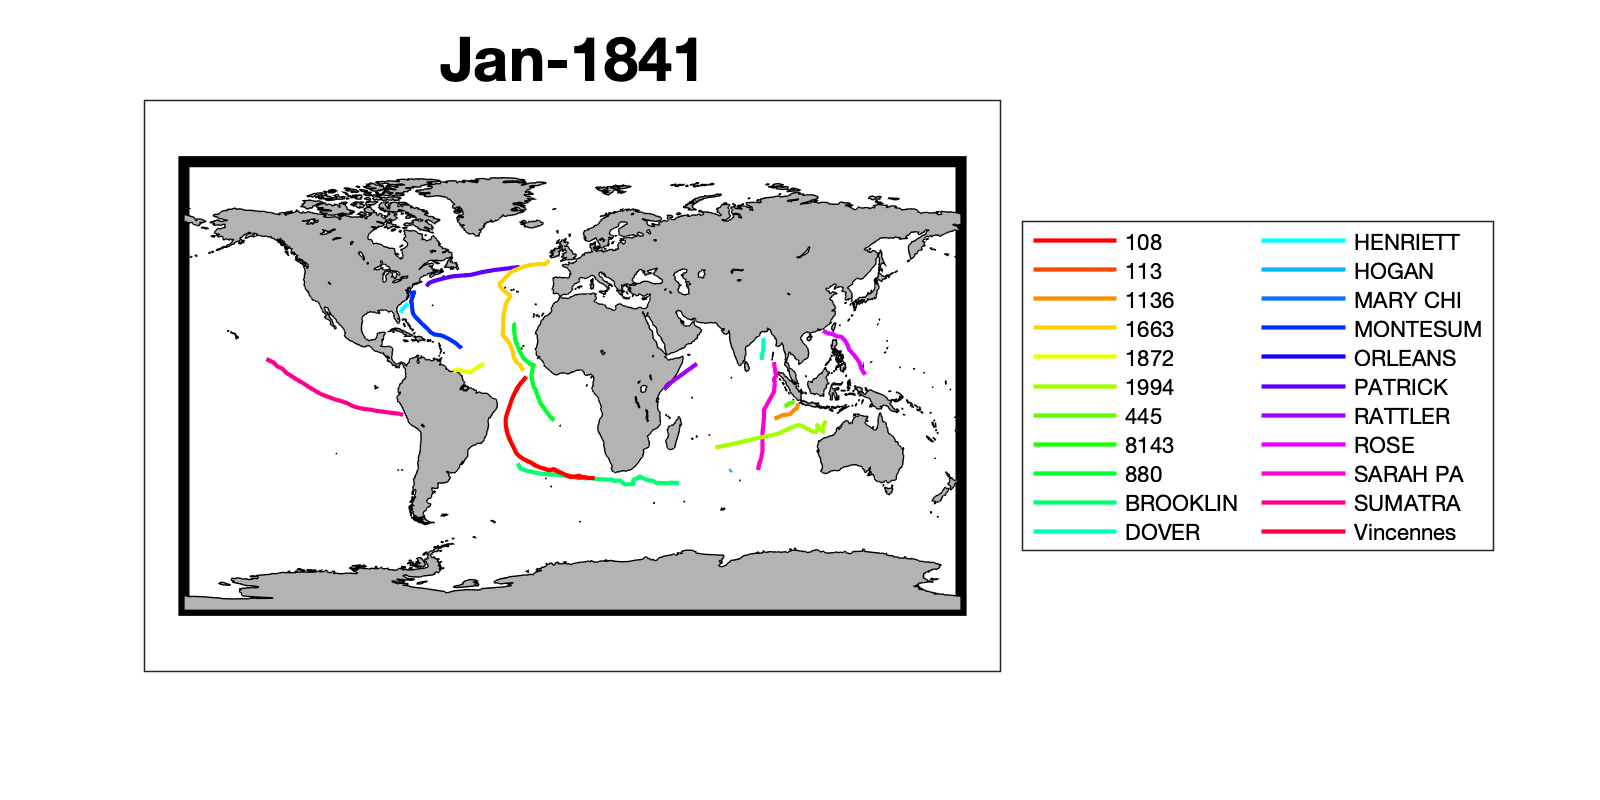 Jan-1841
108
113
1136
1663
1872
1994
445
8143
880
BROOKLIN
DOVER
HENRIETT
HOGAN
MARY CHI
MONTESUM
ORLEANS
PATRICK
RATTLER
ROSE
SARAH PA
SUMATRA
Vincennes